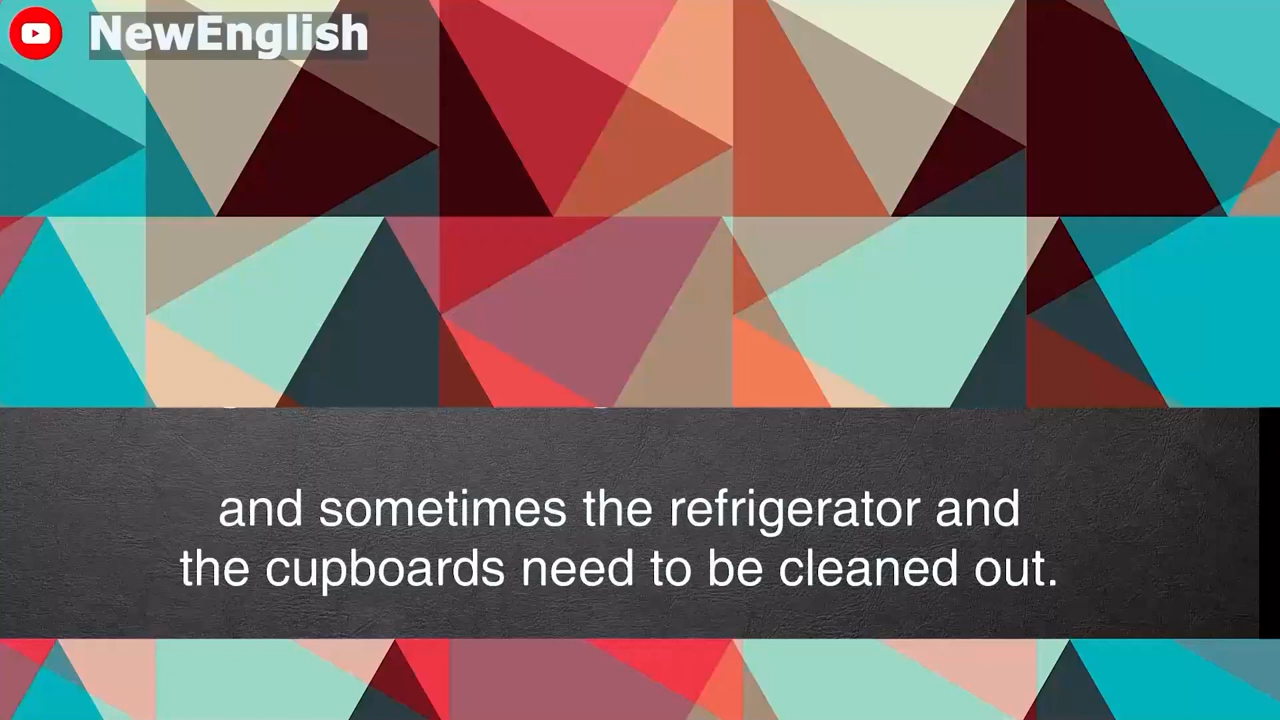 NewEnglish
and sometimes the refrigerator and
the cupboards need to be cleaned out.